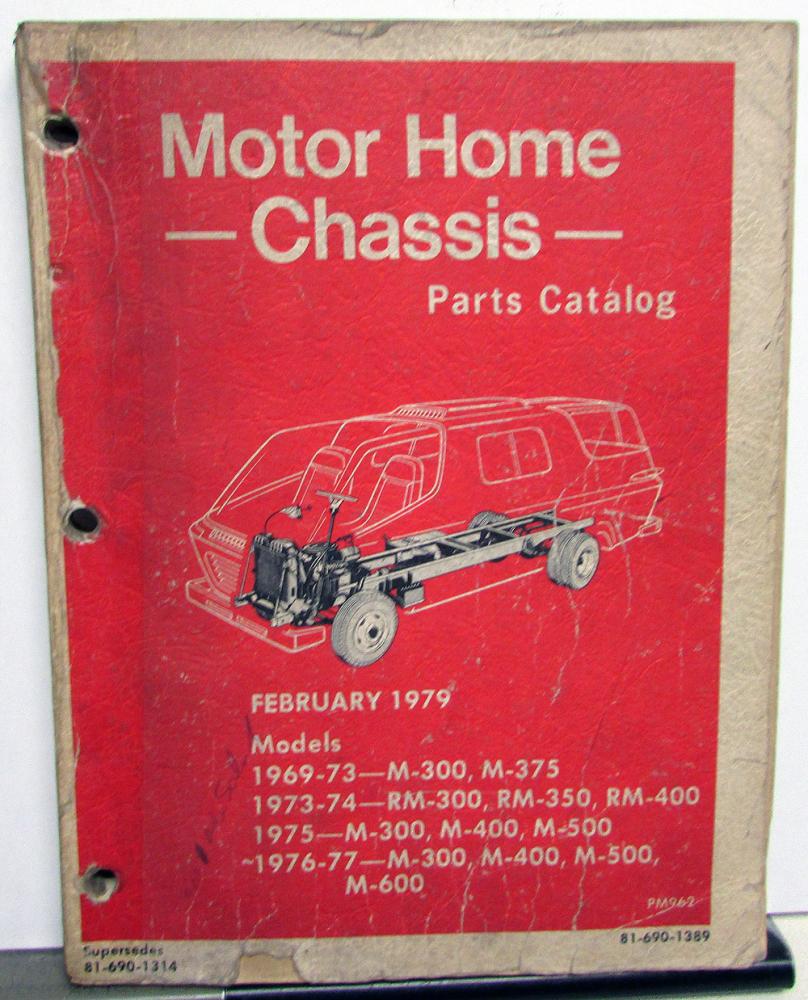 Motor Home
— Chassis —
Parts Catalog
FEBRUARY 1979
Models
1969-73—M-300, M-375
1973-74—RM-300, RM-350, RM-400
1975—M-300, M-400, M-500
1976-77—M-300, M-400, M-500,
M-600
PM962
81-690-1389
Supersedes
81-690-1314